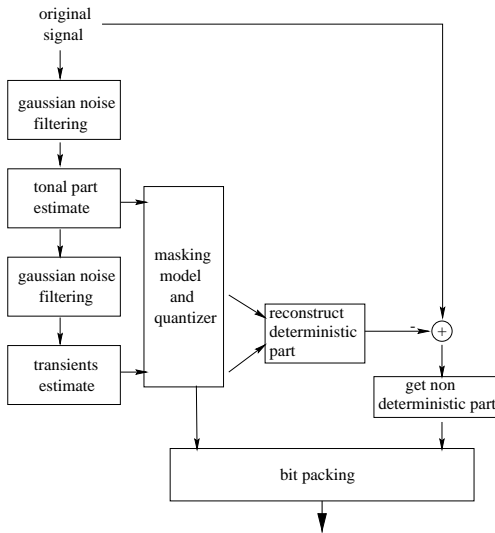 original
signal
gaussian noise
filtering
tonal part
estimate
gaussian noise
filtering
transients
estimate
masking
model
and
quantizer
reconstruct
deterministic
part
-
+
get non
deterministic part
bit packing